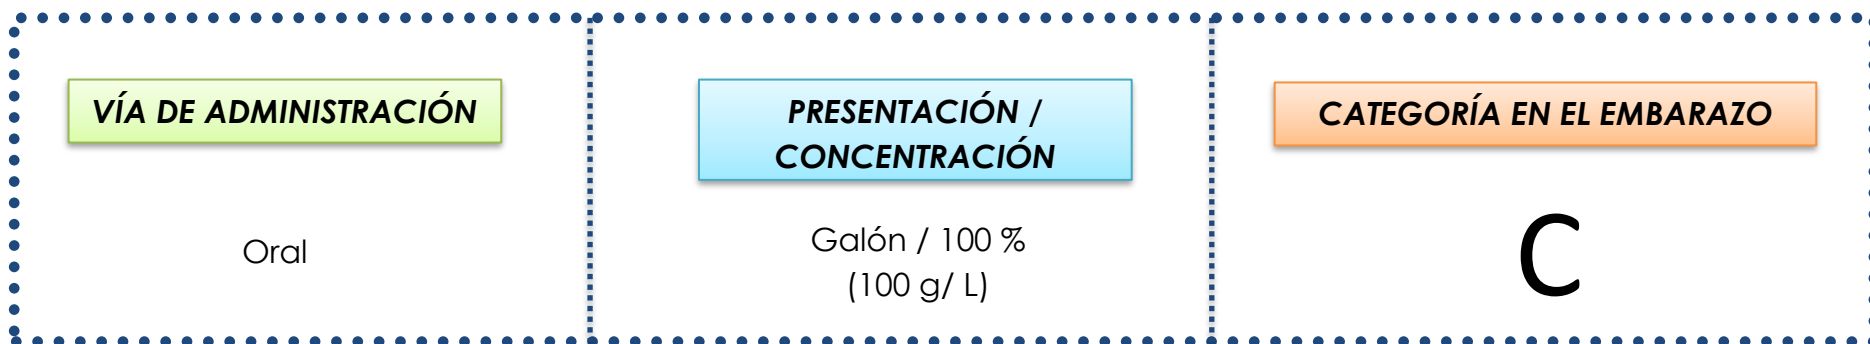 VÍA DE ADMINISTRACIÓN
Oral
PRESENTACIÓN /
CONCENTRACIÓN
Galón / 100 %
(100 g/ L)
CATEGORÍA EN EL EMBARAZO
C